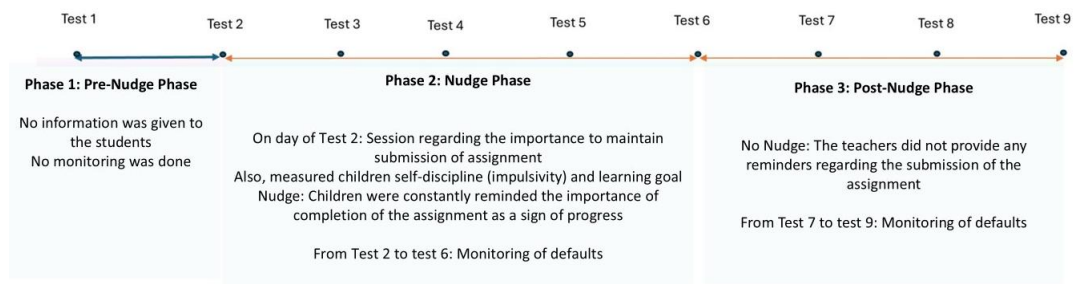 Test 1
Test 2
Test 3
Test 4
Test 5
Test 6
Test 7
Test 8
Test 9
Phase 1: Pre-Nudge Phase
No information was given to
the students
No monitoring was done
Phase 2: Nudge Phase
On day of Test 2: Session regarding the importance to maintain
submission of assignment
Also, measured children self-discipline (impulsivity) and learning goal
Nudge: Children were constantly reminded the importance of
completion of the assignment as a sign of progress
From Test 2 to test 6: Monitoring of defaults
Phase 3: Post-Nudge Phase
No Nudge: The teachers did not provide any
reminders regarding the submission of the
assignment
From Test 7 to test 9: Monitoring of defaults